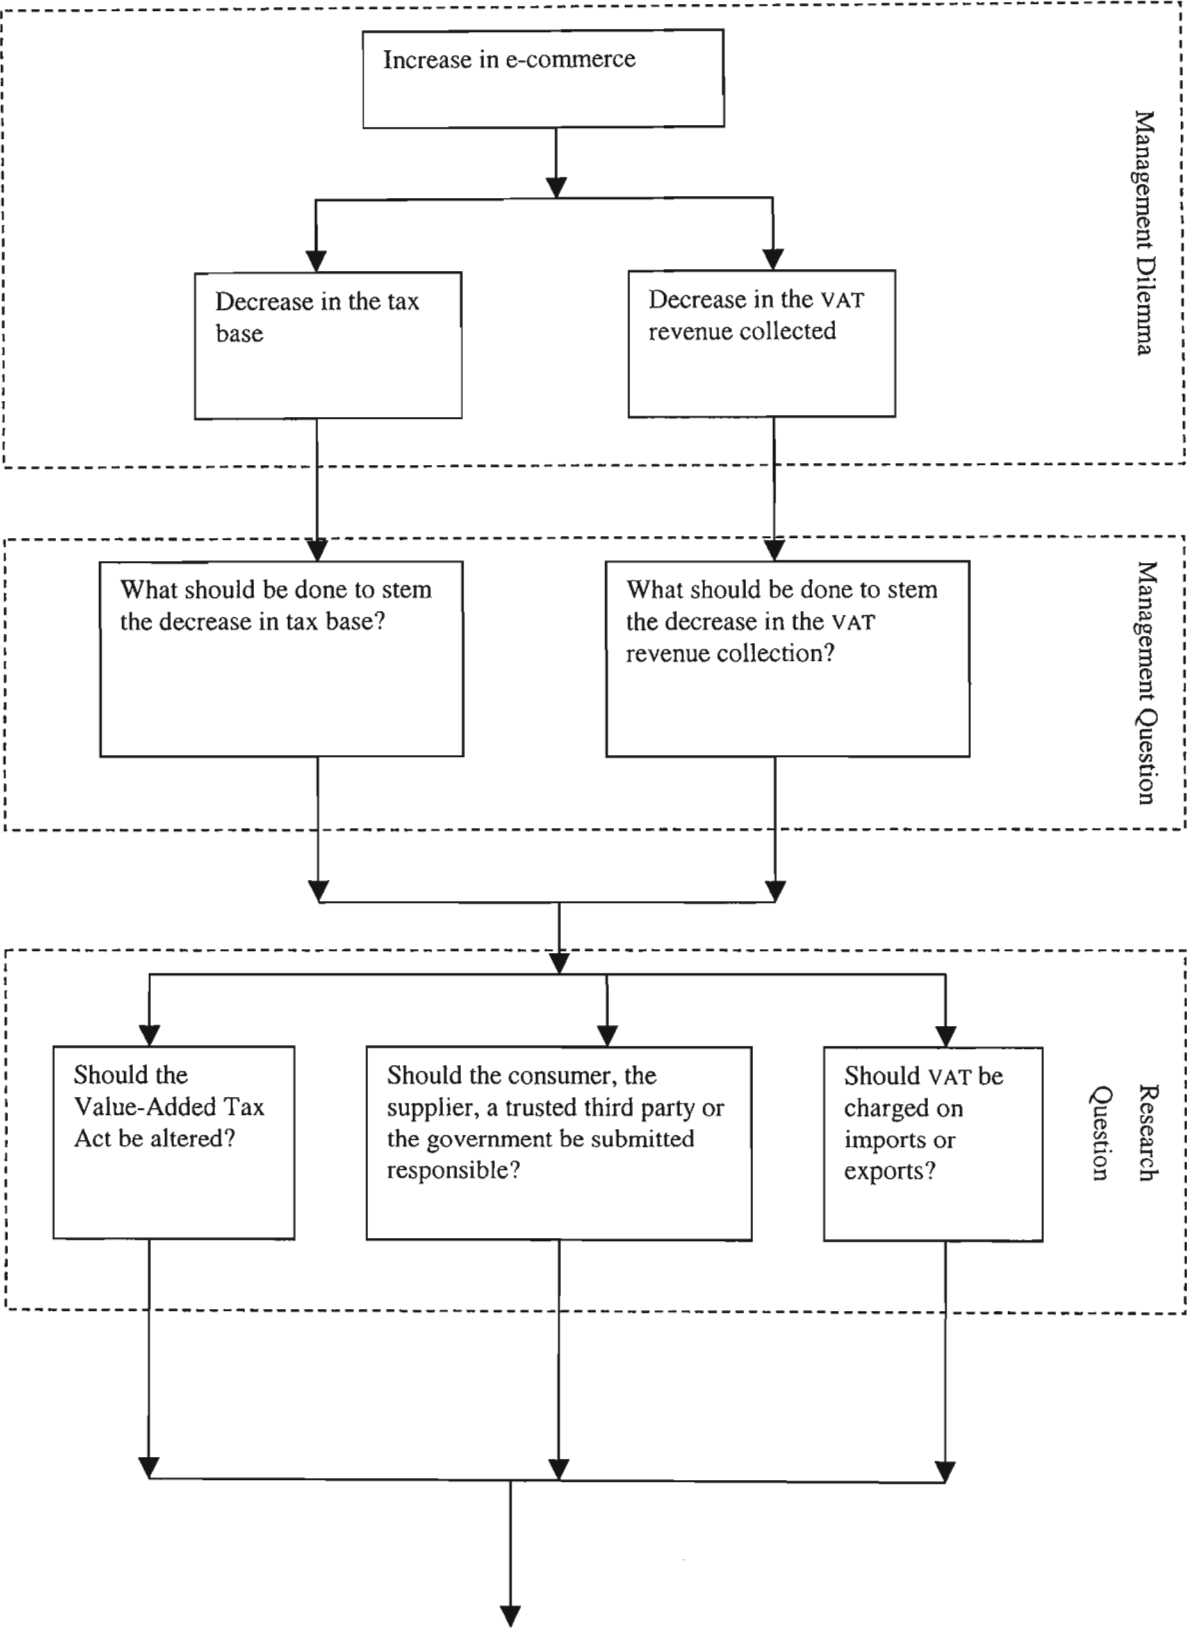 Increase in e-commerce
Management Dilemma
Decrease in the tax
base
Decrease in the VAT
revenue collected
What should be done to stem
the decrease in tax base?
What should be done to stem
the decrease in the VAT
revenue collection?
Management Question
Should the
Value-Added Tax
Act be altered?
Should the consumer, the
supplier, a trusted third party or
the government be submitted
responsible?
Should VAT be
charged on
imports or
exports?
Research
Question